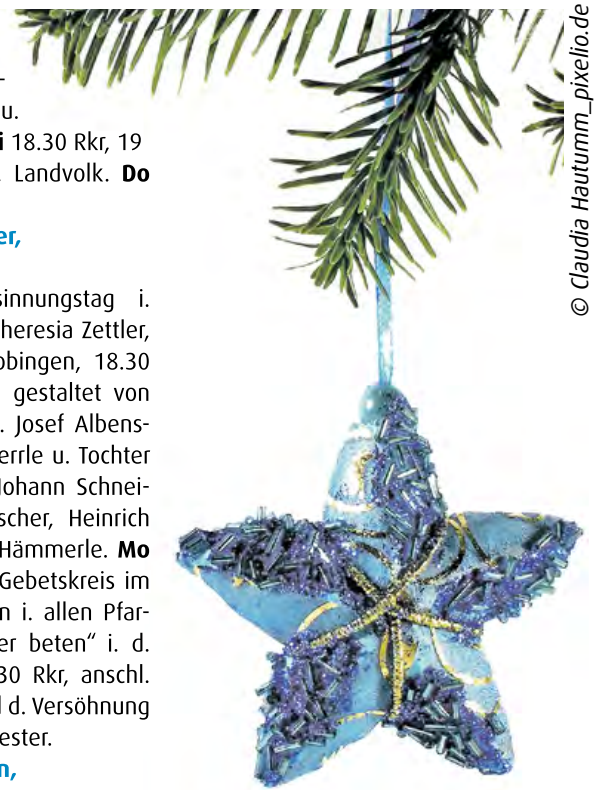 -
u.
i 18.30 Rkr, 19
Landvolk. Do
er,
sinnungstag i.
heresia Zettler,
obingen, 18.30
gestaltet von
. Josef Albens-
errle u. Tochter
Johann Schnei-
scher, Heinrich
Hämmerle. Mo
Gebetskreis im
n i. allen Pfar-
er beten“ i. d.
30 Rkr, anschl.
d. Versöhnung
ester.
n,
© Claudia Hautumm_pixelio.de